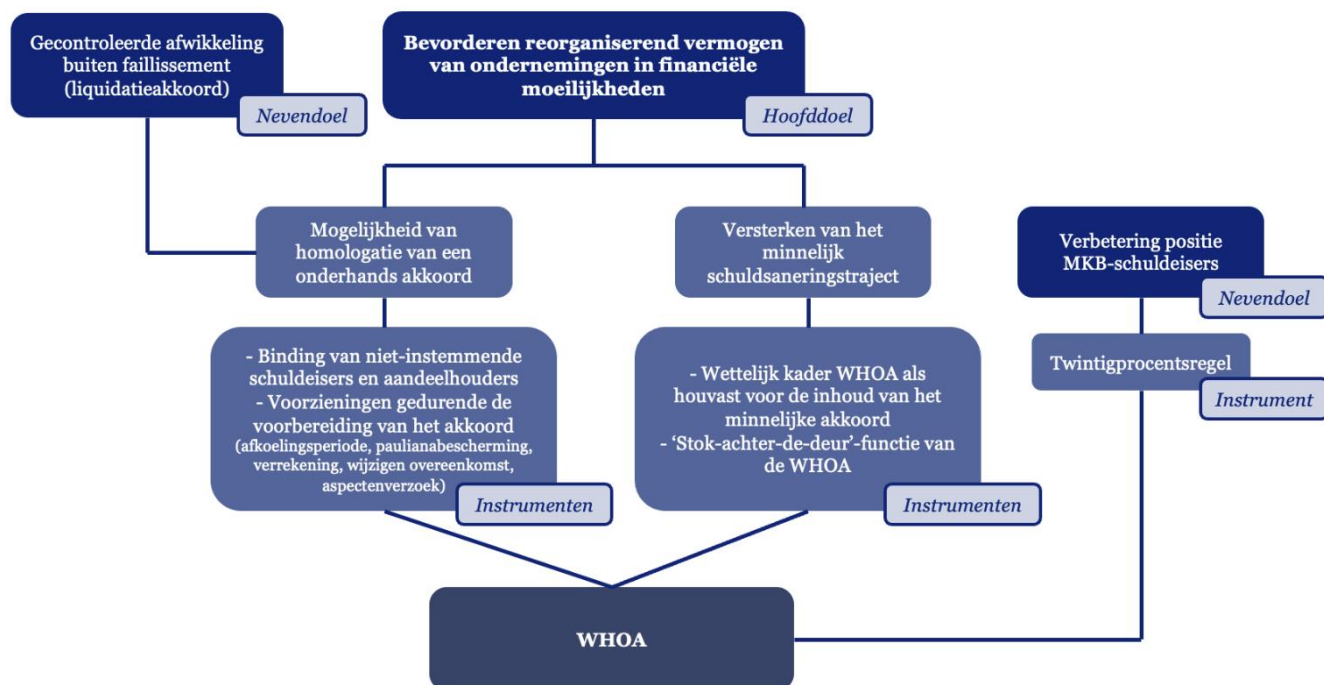 Gecontroleerde afwikkeling
buiten faillissement
(liquidatieakkoord)
Nevendoel
Bevorderen reorganiserend vermogen
van ondernemingen in financiële
moeilijkheden
Hoofddoel
Mogelijkheid van
homologatie van een
onderhands akkoord
Versterken van het
minnelijk
schuldsaneringstraject
Verbetering positie
MKB-schuldeisers
Nevendoel
- Binding van niet-instemmende
schuldeisers en aandeelhouders
- Voorzieningen gedurende de
voorbereiding van het akkoord
(afkoelingsperiode, paulianabescherming,
verrekening, wijzigen overeenkomst,
aspectenverzoek)
Instrumenten
- Wettelijk kader WHOA als
houvast voor de inhoud van het
minnelijke akkoord
- ‘Stok-achter-de-deur’-functie van
de WHOA
Instrumenten
Twintigprocentsregel
Instrument
WHOA